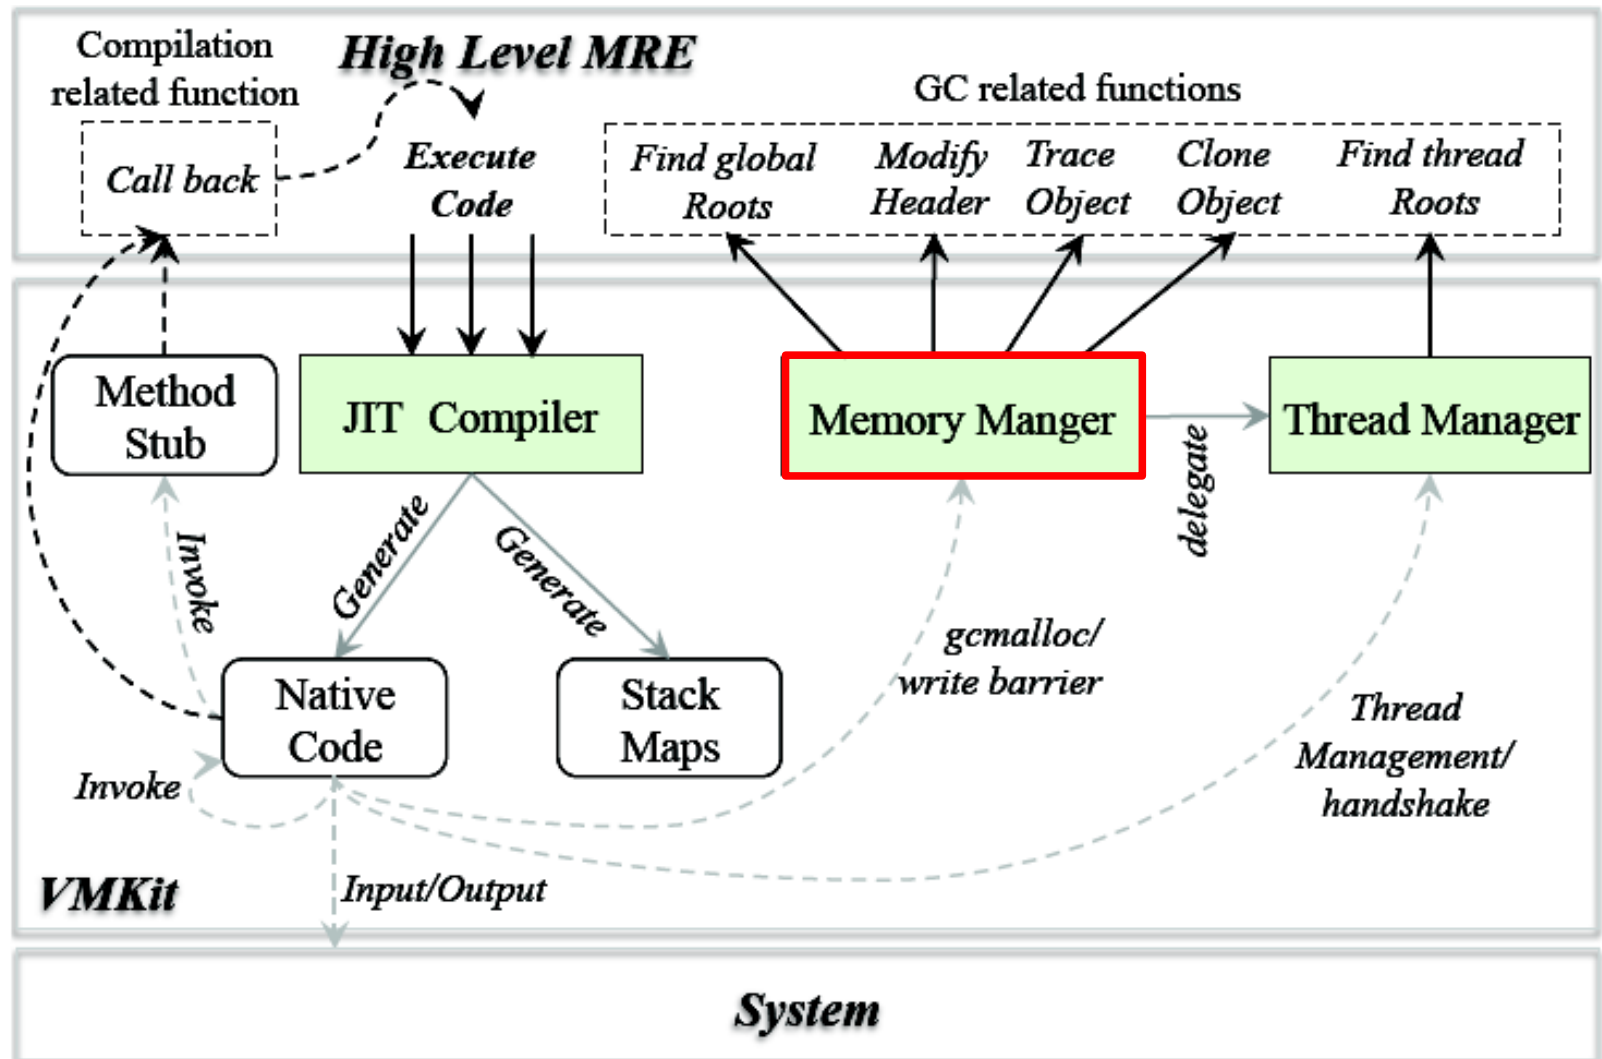 Compilation
related function
High Level MRE
GC related functions
Call back
Execute
Code
Find global
Roots
Modify
Header
Trace
Object
Clone
Object
Find thread
Roots
Method
Stub
JIT Compiler
Memory Manger
Thread Manager
delegate
Invoke
Generate
Generate
gcmalloc/
write barrier
Native
Code
Stack
Maps
Thread
Management/
handshake
Invoke
Input/Output
VMKit
System